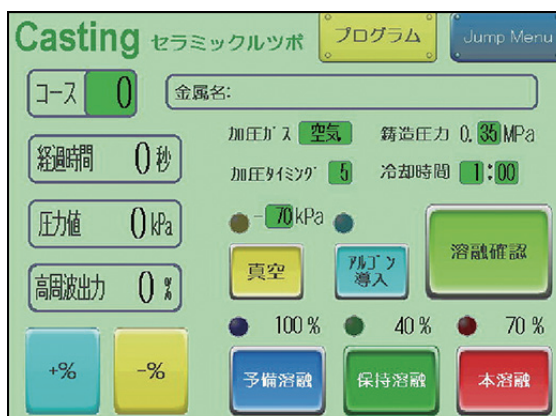 Casting セラミックルツボ
プログラム
Jump Menu
コース 0
金属名:
経過時間 0 秒
加圧ガス 空気
鋳造圧力 0.35MPa
加圧タイミング 5
冷却時間 1:00
圧力値 0 kPa
-70kPa
真空
アルゴン
導入
溶融確認
高周波出力 0 %
100 %
40 %
70 %
+%
-%
予備溶融
保持溶融
本溶融